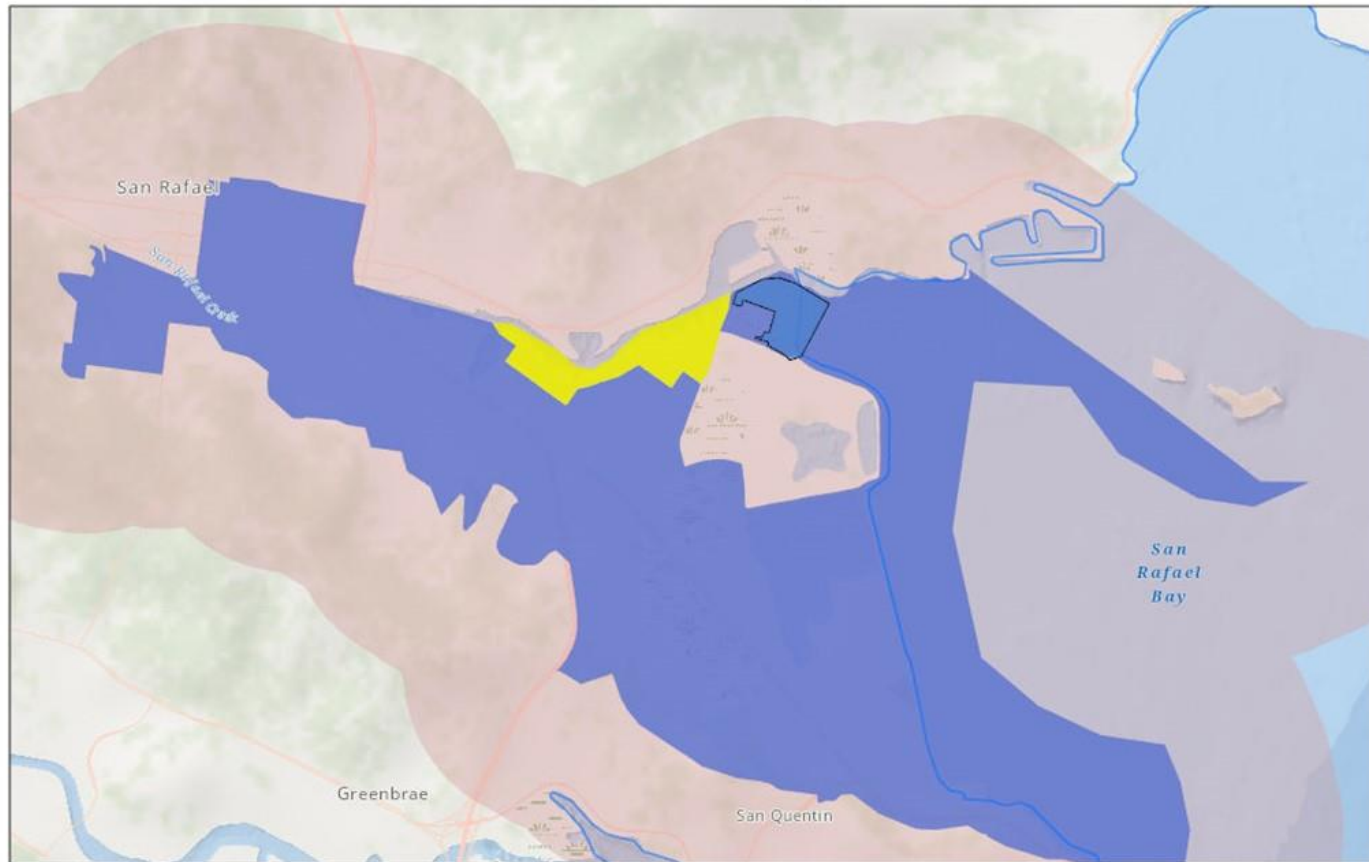 San Rafael
San Rafael Creek
San
Rafael
Bay
Greenbrae
San Quentin